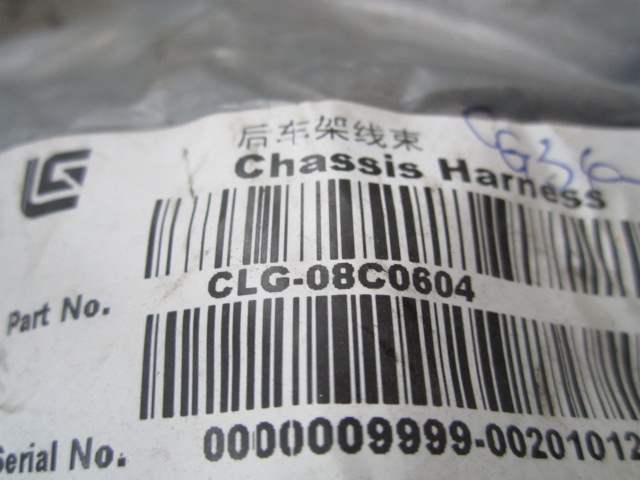 后车架线束
Chassis Harness
Part No.
CLG-08C0604
Serial No.
0000009999-00201012